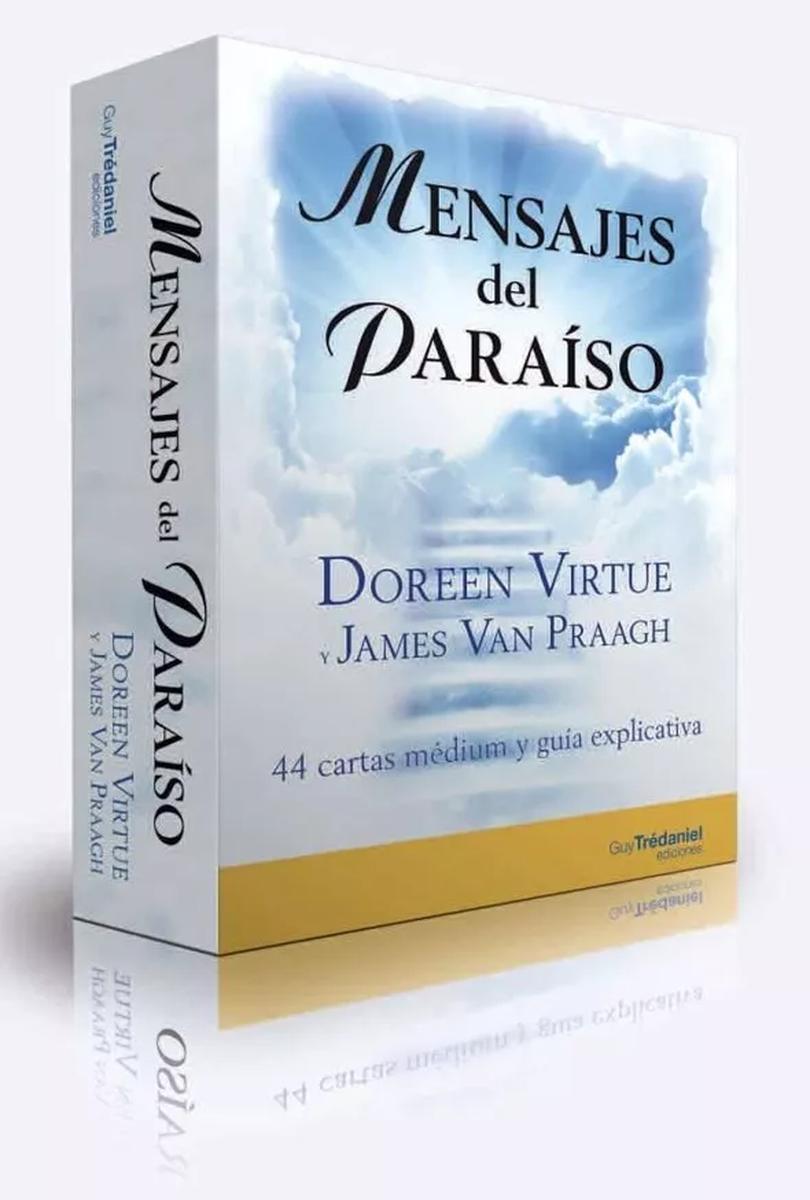 MENSAJES
del
PARAÍSO
DOREEN VIRTUE
Y JAMES VAN PRAAGH
44 cartas médium y guía explicativa
GuyTrédaniel
ediciones
GuyTrédaniel
ediciones
MENSAJES del PARAÍSO
DOREEN VIRTUE
Y JAMES VAN PRAAGH